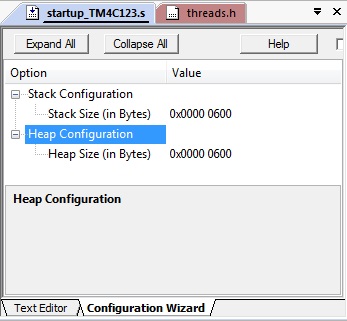 startup_TM4C123.s threads.h
Expand All Collapse All Help
Option Value
Stack Configuration
Stack Size (in Bytes) 0x0000 0600
Heap Configuration
Heap Size (in Bytes) 0x0000 0600
Heap Configuration
Text Editor Configuration Wizard